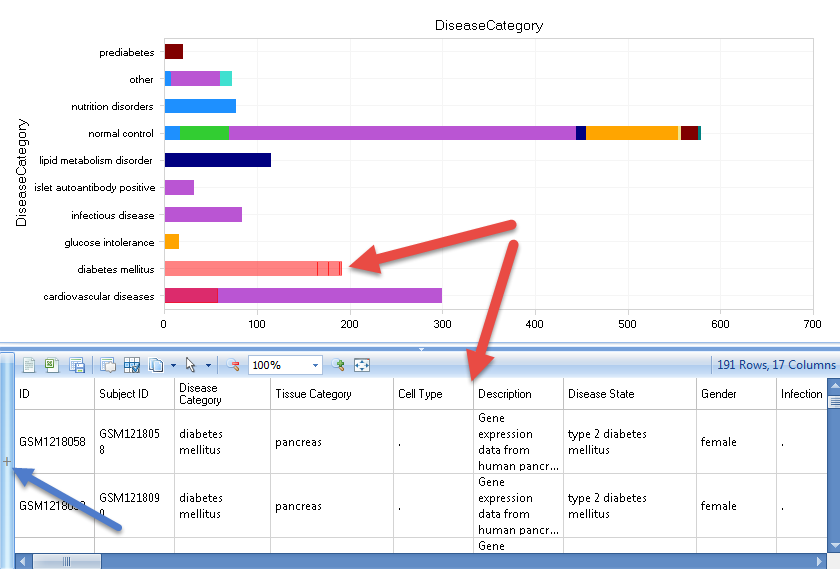 DiseaseCategory
DiseaseCategory
prediabetes
other
nutrition disorders
normal control
lipid metabolism disorder
islet autoantibody positive
infectious disease
glucose intolerance
diabetes mellitus
cardiovascular diseases
0 100 200 300 400 500 600 700
100% 191 Rows, 17 Columns
ID Subject ID Disease Category Tissue Category Cell Type Description Disease State Gender Infection
GSM1218058 GSM1218058 diabetes mellitus pancreas . Gene expression data from human pancr... type 2 diabetes mellitus female .
GSM121809 diabetes mellitus pancreas . Gene expression data from human pancr... type 2 diabetes mellitus female .
Gene